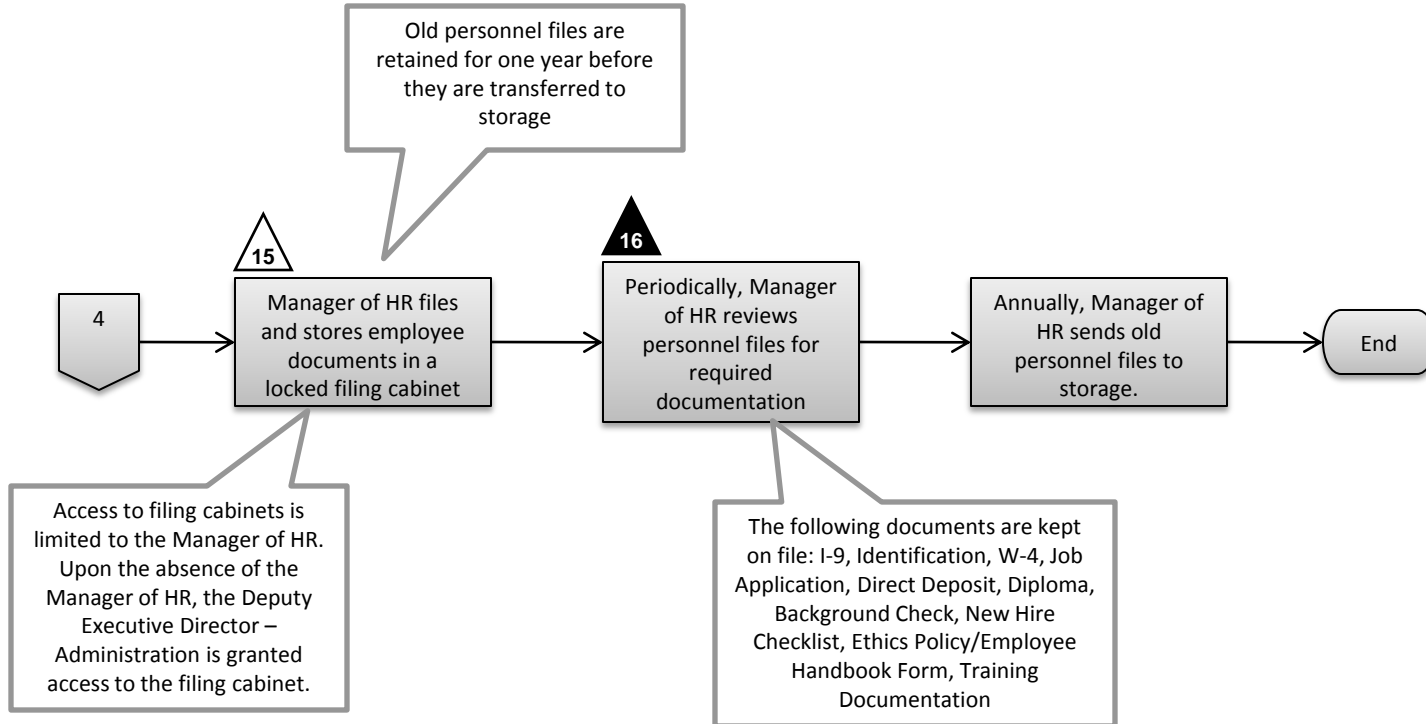 Old personnel files are
retained for one year before
they are transferred to
storage
15
16
4
Manager of HR files
and stores employee
documents in a
locked filing cabinet
Periodically, Manager
of HR reviews
personnel files for
required
documentation
Annually, Manager of
HR sends old
personnel files to
storage.
End
Access to filing cabinets is
limited to the Manager of HR.
Upon the absence of the
Manager of HR, the Deputy
Executive Director –
Administration is granted
access to the filing cabinet.
The following documents are kept
on file: I-9, Identification, W-4, Job
Application, Direct Deposit, Diploma,
Background Check, New Hire
Checklist, Ethics Policy/Employee
Handbook Form, Training
Documentation